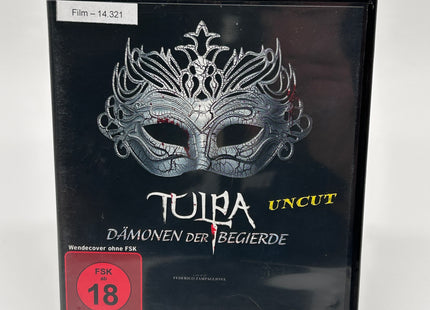 Film – 14.321
TULPA
UNCUT
DÄMONEN DER BEGIERDE
Wendecover ohne FSK
FSK
ab
18
FEDERICO ZAMPAGLIONE